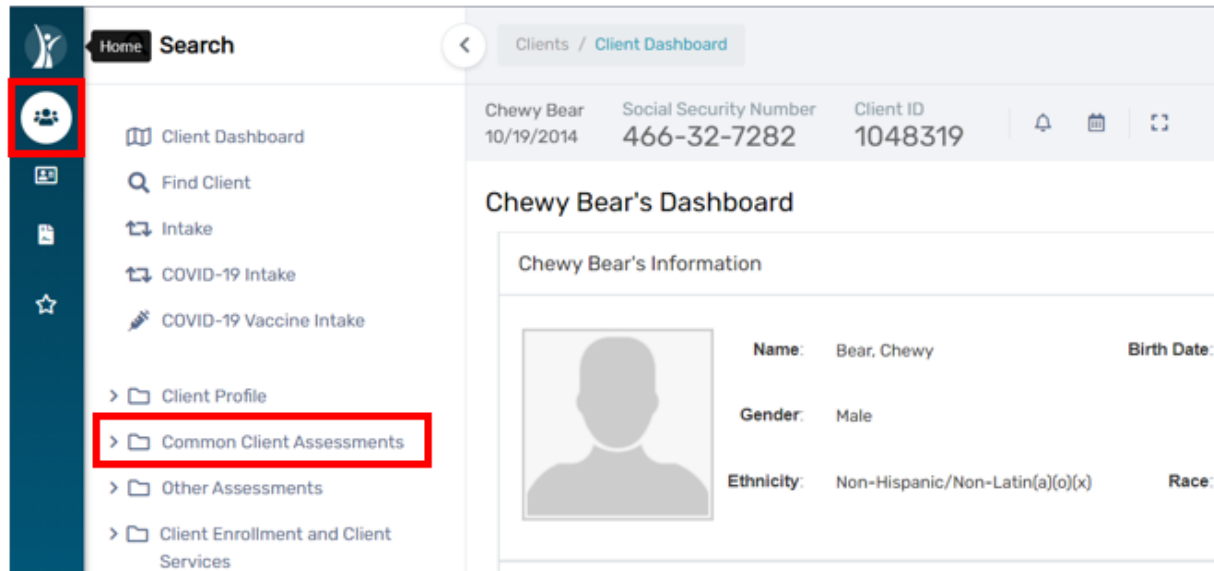 Home
Search
Clients / Client Dashboard
Chewy Bear
10/19/2014
Social Security Number
466-32-7282
Client ID
1048319
Client Dashboard
Find Client
Intake
COVID-19 Intake
COVID-19 Vaccine Intake
Client Profile
Common Client Assessments
Other Assessments
Client Enrollment and Client
Services
Chewy Bear's Dashboard
Chewy Bear's Information
Name: Bear, Chewy
Birth Date:
Gender: Male
Ethnicity: Non-Hispanic/Non-Latin(a)(o)(x)
Race: